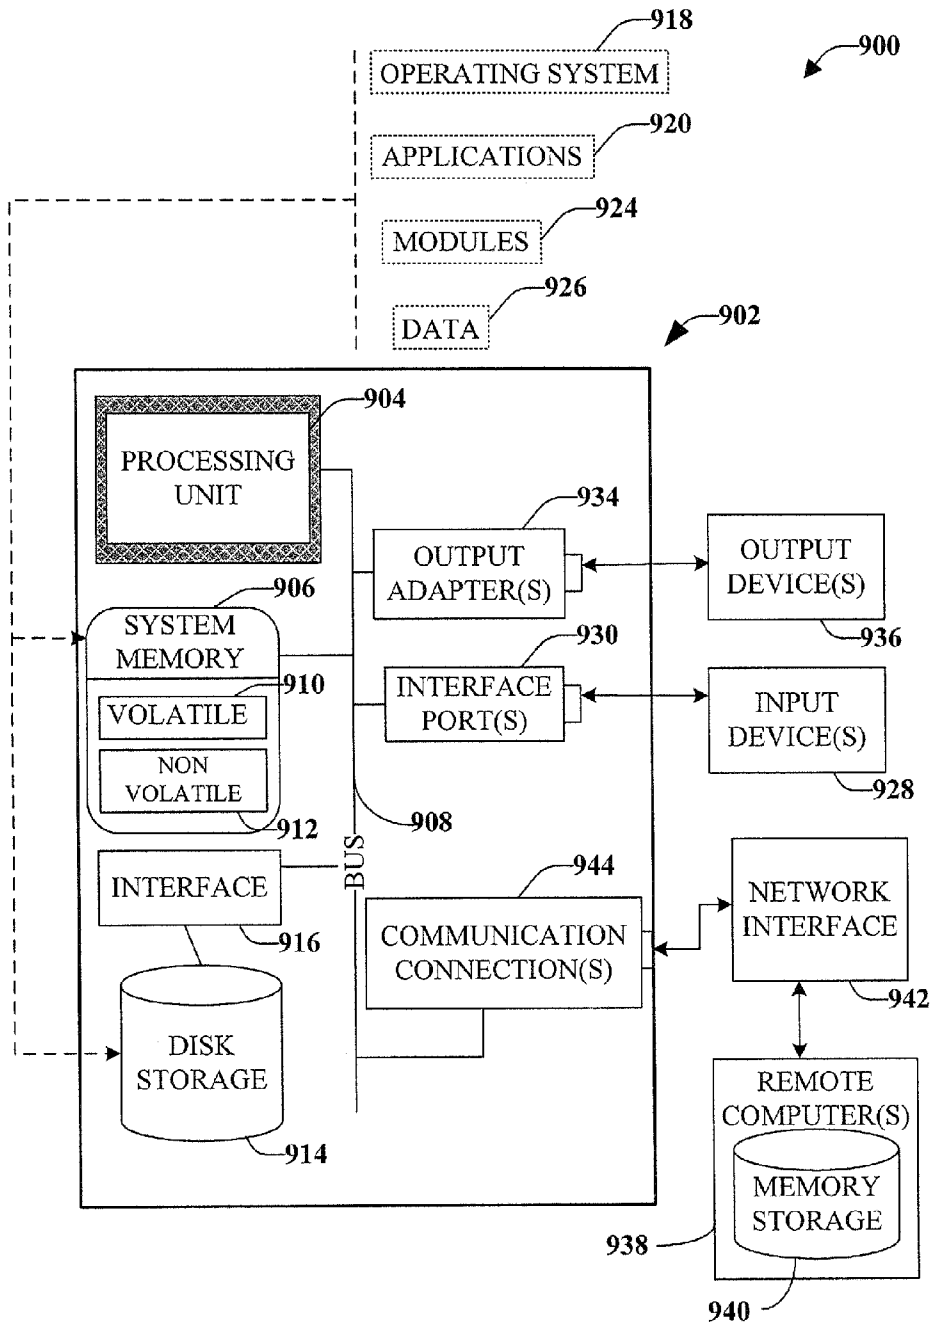 918
900
OPERATING SYSTEM
920
APPLICATIONS
924
MODULES
926
DATA
902
904
PROCESSING
UNIT
934
OUTPUT
ADAPTER(S)
OUTPUT
DEVICE(S)
936
906
SYSTEM
MEMORY
910
VOLATILE
NON
VOLATILE
912
930
INTERFACE
PORT(S)
INPUT
DEVICE(S)
928
908
BUS
INTERFACE
916
944
COMMUNICATION
CONNECTION(S)
NETWORK
INTERFACE
942
DISK
STORAGE
914
REMOTE
COMPUTER(S)
MEMORY
STORAGE
938
940